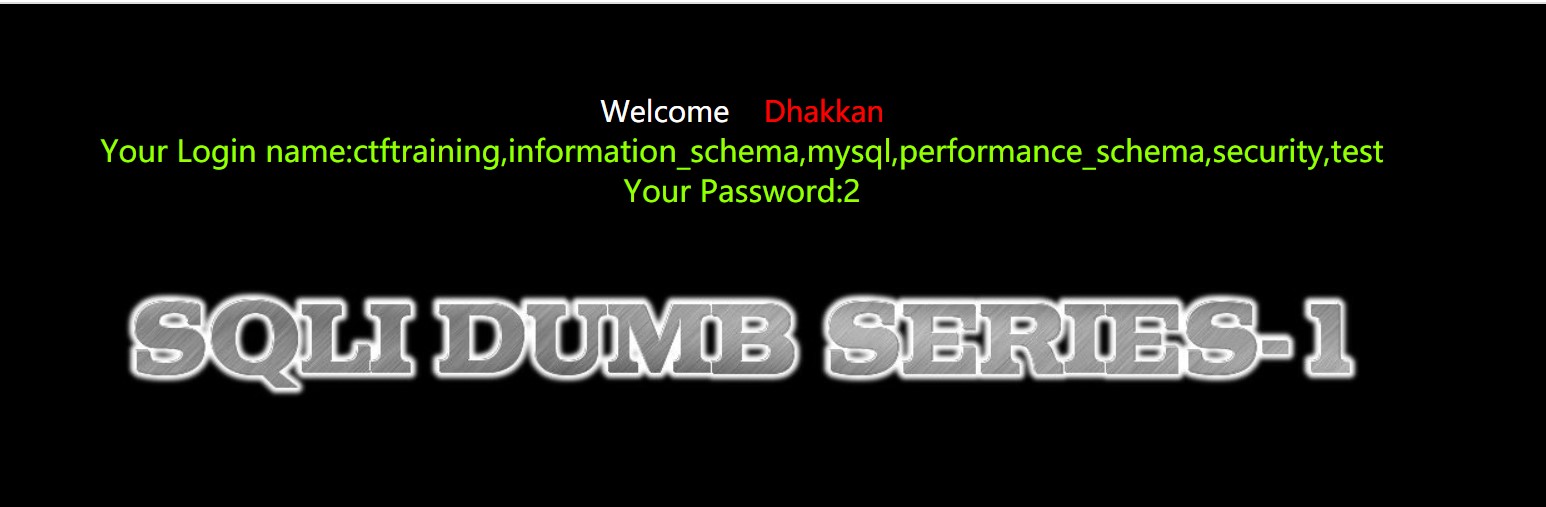 Welcome Dhakkan
Your Login name:ctftraining,information_schema,mysql,performance_schema,security,test
Your Password:2
SQLI DUMB SERIES-1